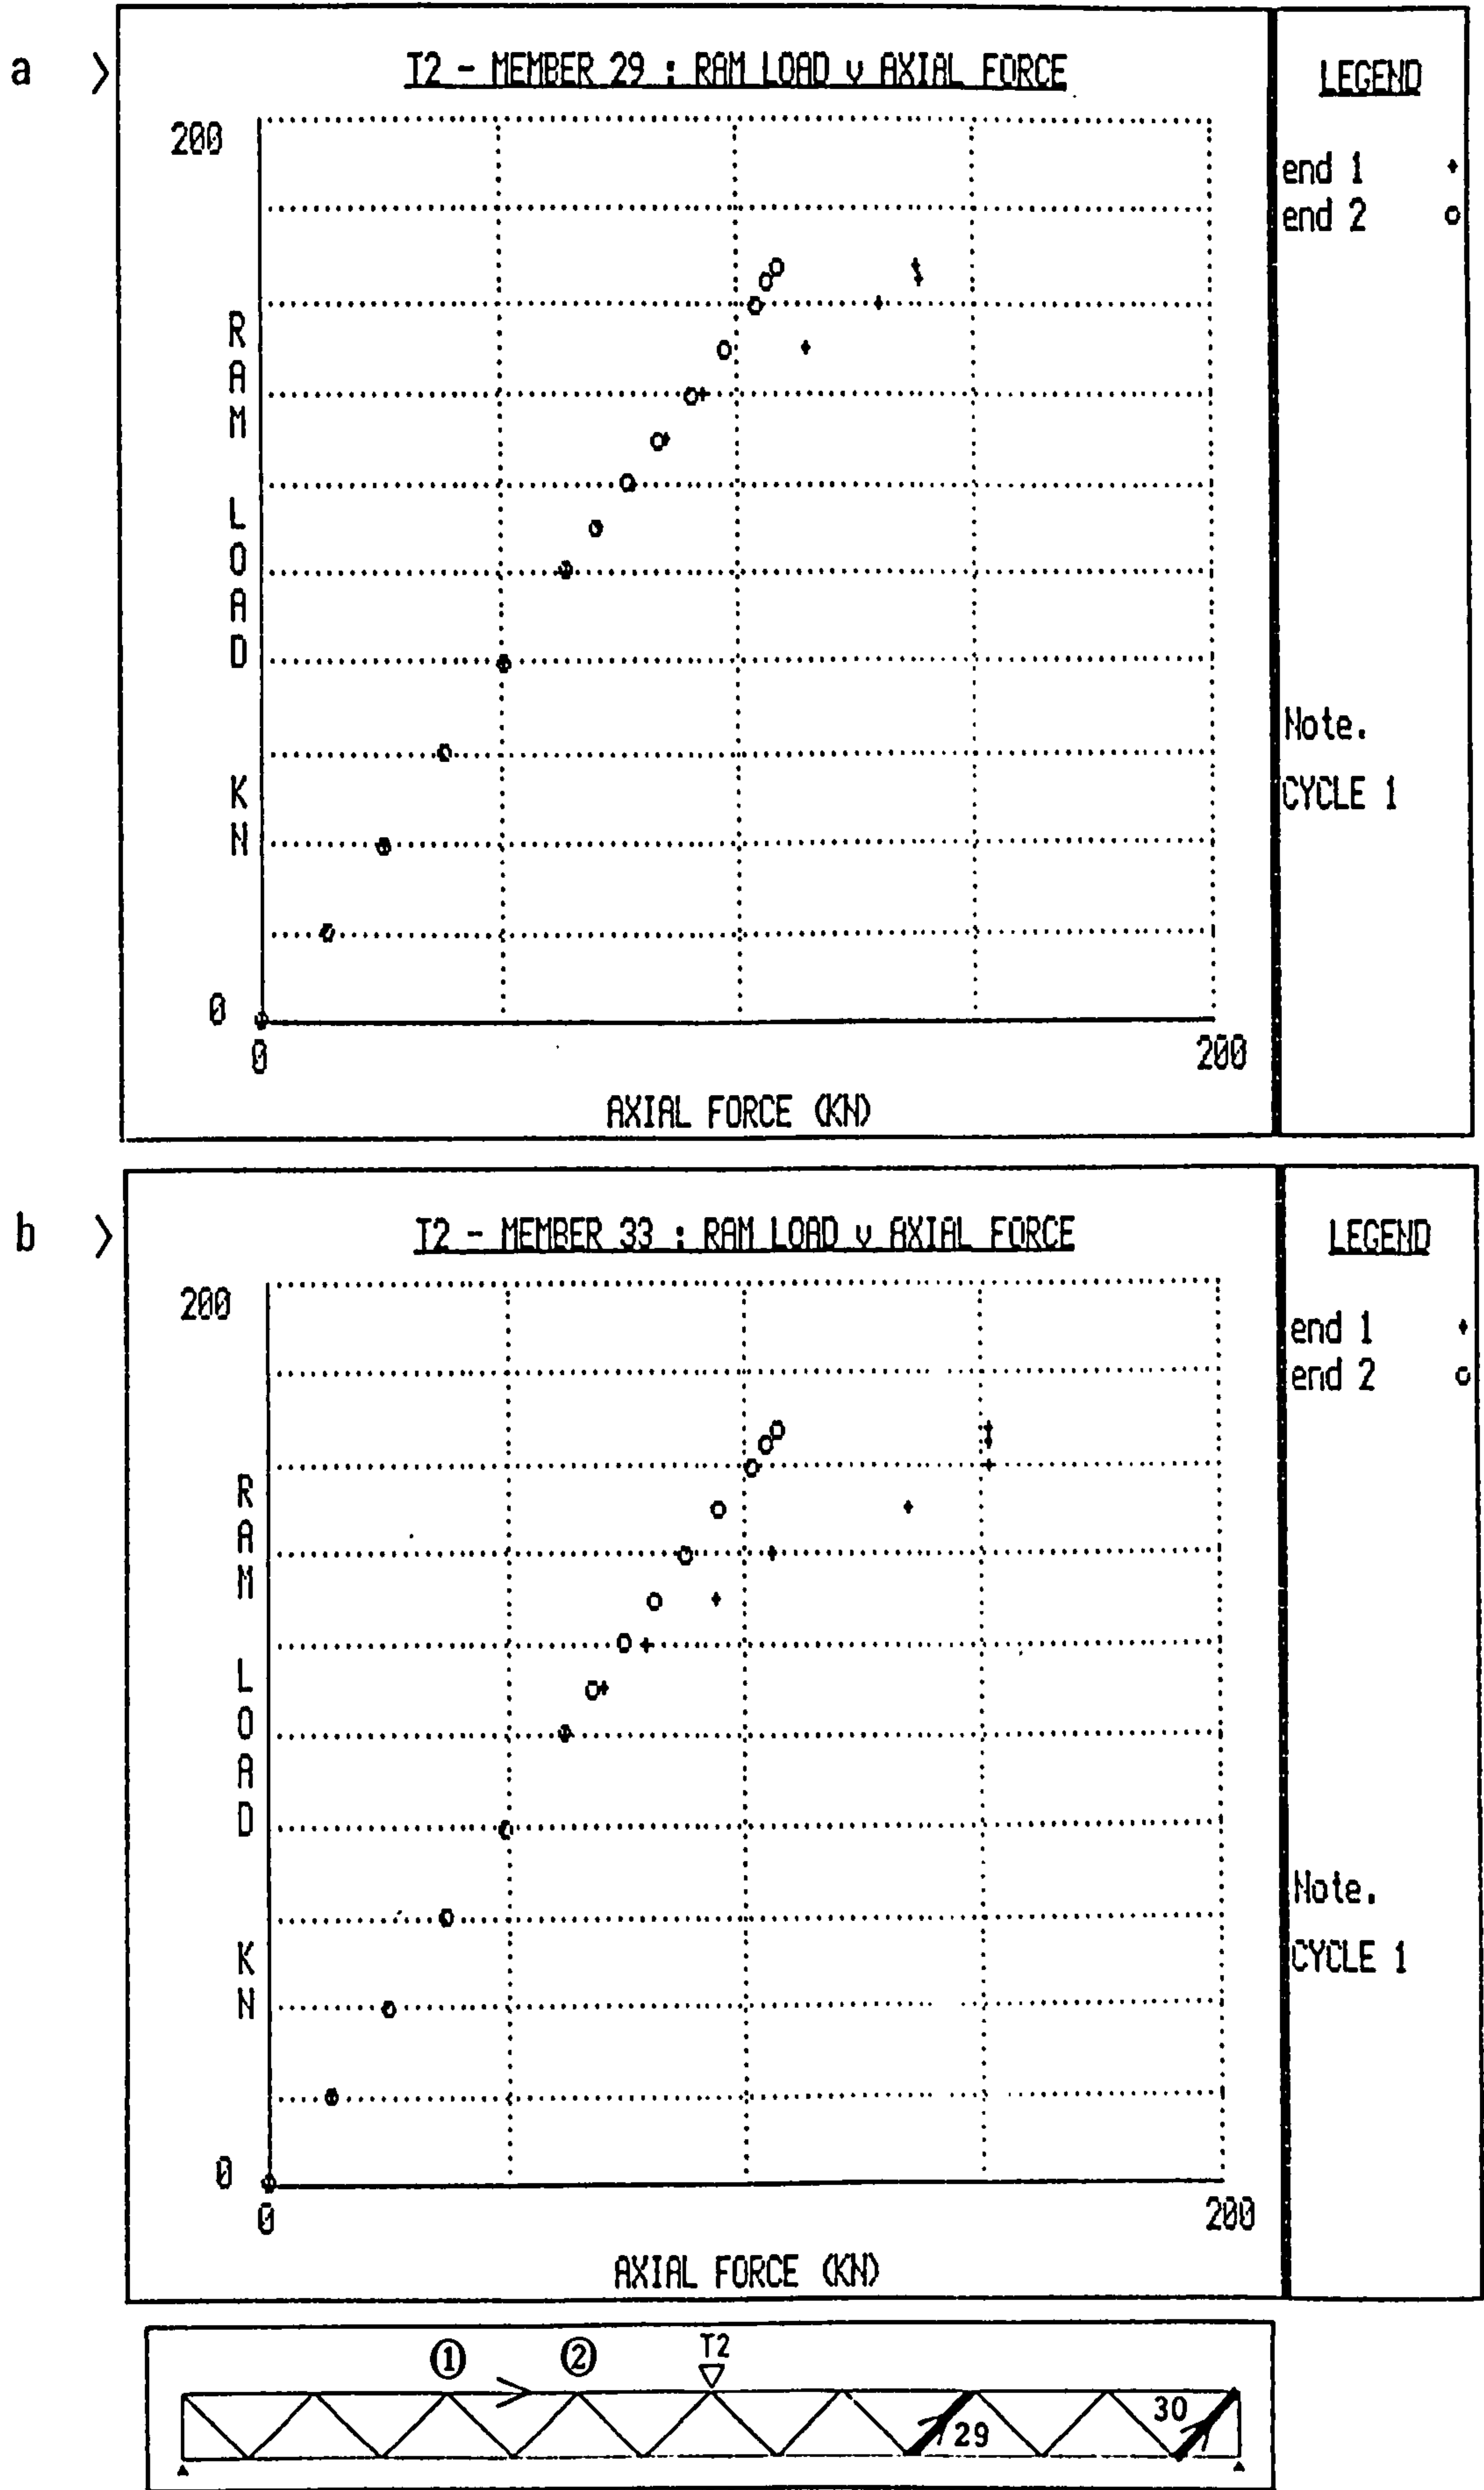 a >
T2 - MEMBER 29 : RAM LOAD v AXIAL FORCE
200
RAM LOAD KN
0
0
200
AXIAL FORCE (KN)
LEGEND
end 1
end 2
Note.
CYCLE 1
b >
T2 - MEMBER 33 : RAM LOAD v AXIAL FORCE
200
RAM LOAD KN
0
0
200
AXIAL FORCE (KN)
LEGEND
end 1
end 2
Note.
CYCLE 1
① ② T2
29
30